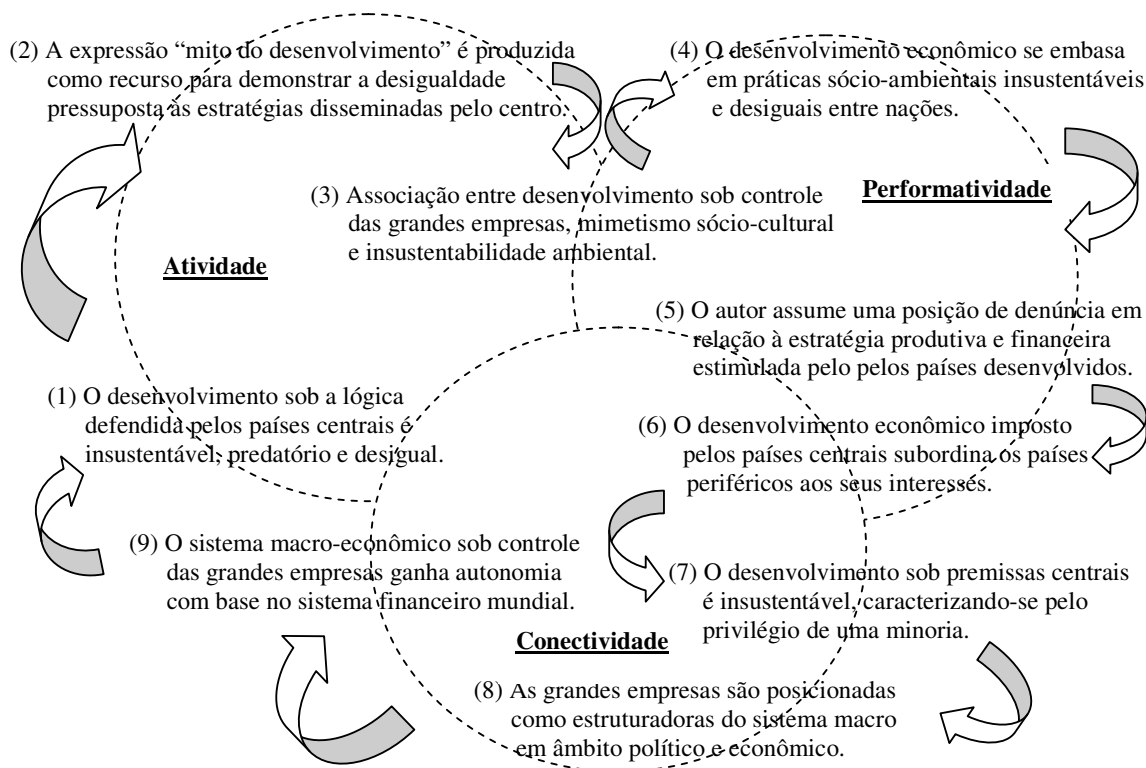 (2) A expressão “mito do desenvolvimento” é produzida
como recurso para demonstrar a desigualdade
pressuposta às estratégias disseminadas pelo centro.
(4) O desenvolvimento econômico se embasa
em práticas sócio-ambientais insustentáveis
e desiguais entre nações.
(3) Associação entre desenvolvimento sob controle
das grandes empresas, mimetismo sócio-cultural
e insustentabilidade ambiental.
Performatividade
Atividade
(5) O autor assume uma posição de denúncia em
relação à estratégia produtiva e financeira
estimulada pelo pelos países desenvolvidos.
(1) O desenvolvimento sob a lógica
defendida pelos países centrais é
insustentável, predatório e desigual.
(6) O desenvolvimento econômico imposto
pelos países centrais subordina os países
periféricos aos seus interesses.
(9) O sistema macro-econômico sob controle
das grandes empresas ganha autonomia
com base no sistema financeiro mundial.
(7) O desenvolvimento sob premissas centrais
é insustentável, caracterizando-se pelo
privilégio de uma minoria.
Conectividade
(8) As grandes empresas são posicionadas
como estruturadoras do sistema macro
em âmbito político e econômico.